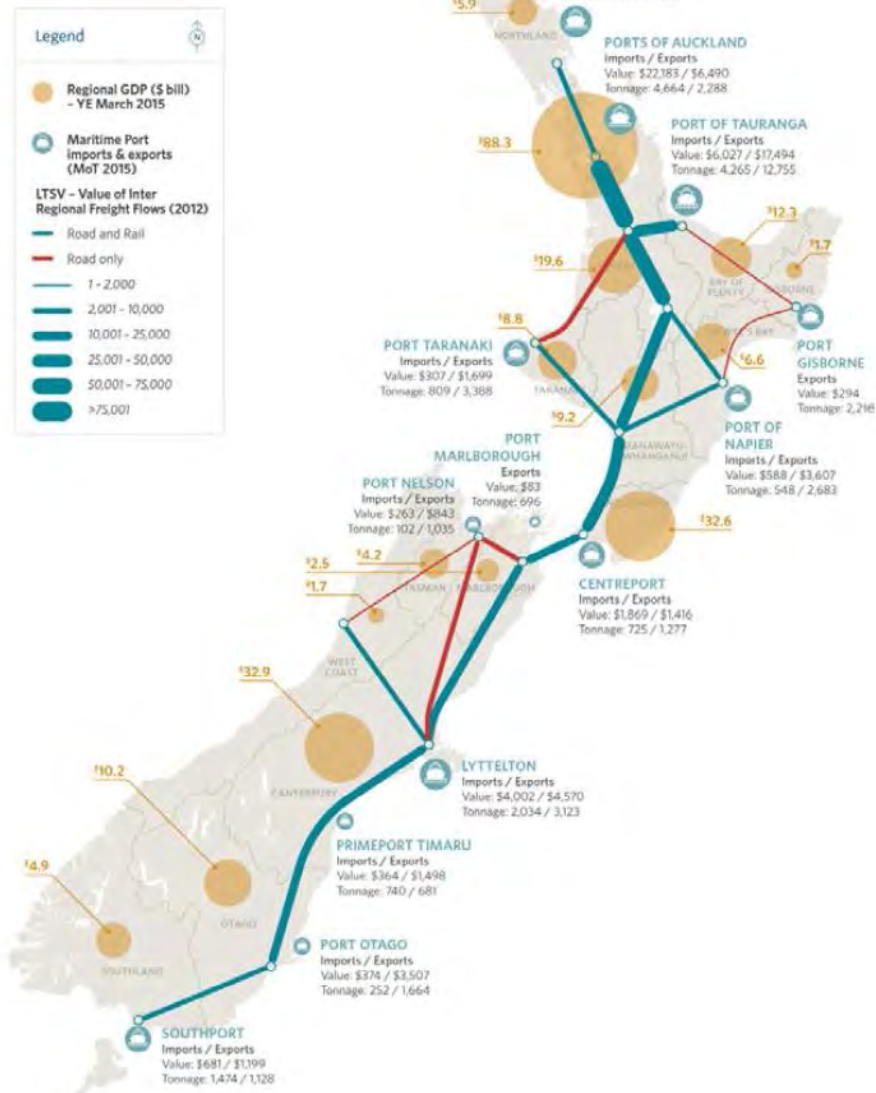 Legend
N
Regional GDP ($ bill)
– YE March 2015
Maritime Port
imports & exports
(MoT 2015)
LTSV – Value of Inter
Regional Freight Flows (2012)
Road and Rail
Road only
1 - 2,000
2,001 - 10,000
10,001 - 25,000
25,001 - 50,000
50,001 - 75,000
>75,001
$5.9
NORTHLAND
PORTS OF AUCKLAND
Imports / Exports
Value: $22,183 / $6,490
Tonnage: 4,664 / 2,288
$88.3
PORT OF TAURANGA
Imports / Exports
Value: $6,027 / $17,494
Tonnage: 4,265 / 12,755
$12.3
$1.7
$19.6
BAY OF
PLENTY
GISBORNE
$8.8
PORT TARANAKI
Imports / Exports
Value: $307 / $1,699
Tonnage: 809 / 3,388
TARANAKI
$6.6
PORT
GISBORNE
Exports
Value: $294
Tonnage: 2,216
$9.2
MANAWATU-
WHANGANUI
PORT OF
NAPIER
Imports / Exports
Value: $588 / $3,607
Tonnage: 548 / 2,683
PORT
MARLBOROUGH
Exports
Value: $83
Tonnage: 696
PORT NELSON
Imports / Exports
Value: $263 / $843
Tonnage: 102 / 1,035
$32.6
$4.2
$2.5
$1.7
TASMAN
MARLBOROUGH
CENTREPORT
Imports / Exports
Value: $1,869 / $1,416
Tonnage: 725 / 1,277
WEST
COAST
$32.9
CANTERBURY
LYTTELTON
Imports / Exports
Value: $4,002 / $4,570
Tonnage: 2,034 / 3,123
$10.2
PRIMEPORT TIMARU
Imports / Exports
Value: $364 / $1,498
Tonnage: 740 / 681
$4.9
OTAGO
SOUTHLAND
PORT OTAGO
Imports / Exports
Value: $374 / $3,507
Tonnage: 252 / 1,664
SOUTHPORT
Imports / Exports
Value: $681 / $1,199
Tonnage: 1,474 / 1,128